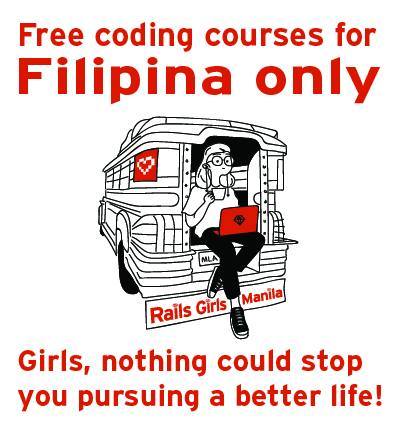 Free coding courses for
Filipina only
MLA
Rails Girls Manila
Girls, nothing could stop
you pursuing a better life!